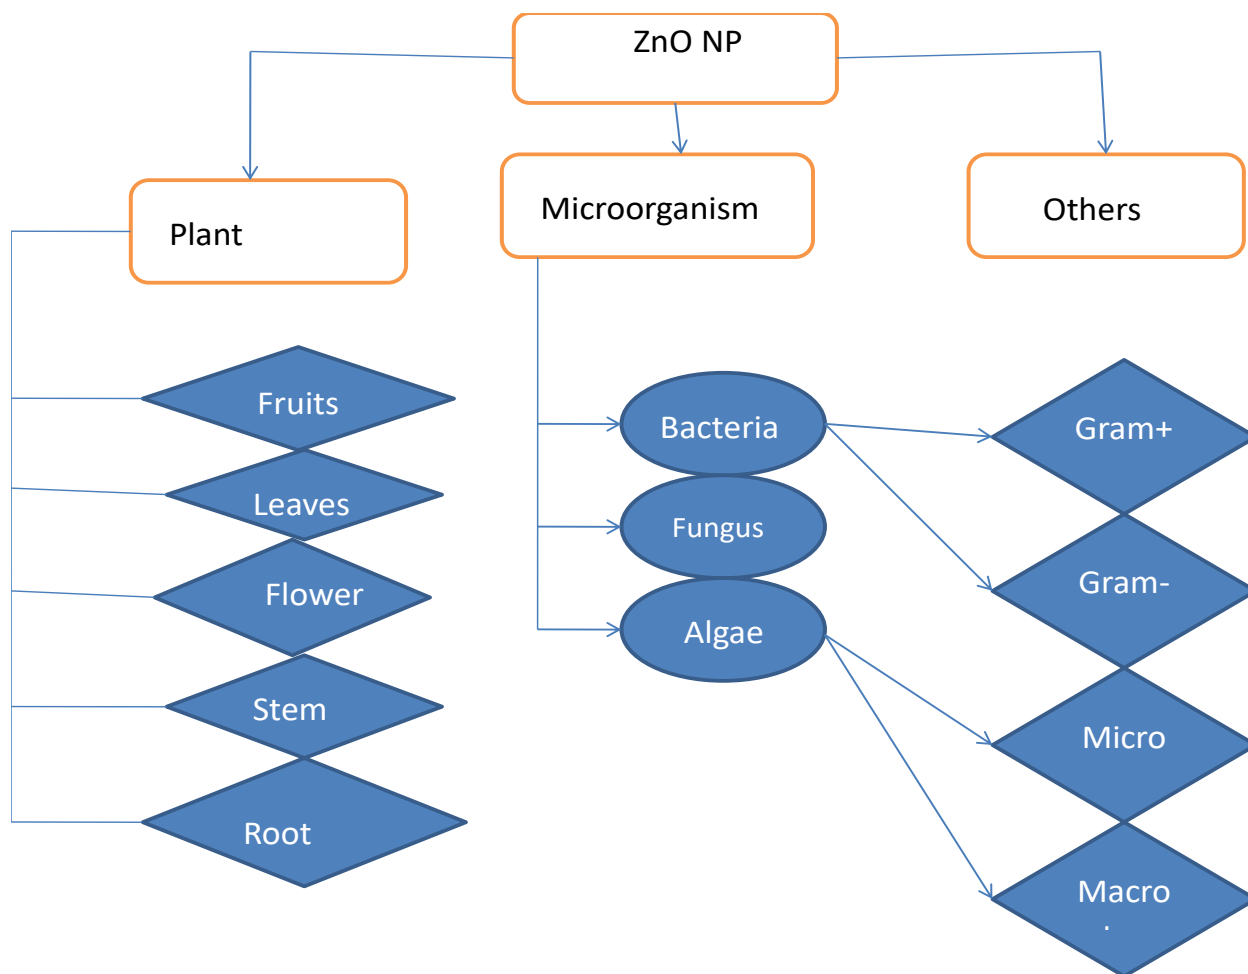 ZnO NP
Plant
Microorganism
Others
Fruits
Leaves
Flower
Stem
Root
Bacteria
Fungus
Algae
Gram+
Gram-
Micro
Macro
.